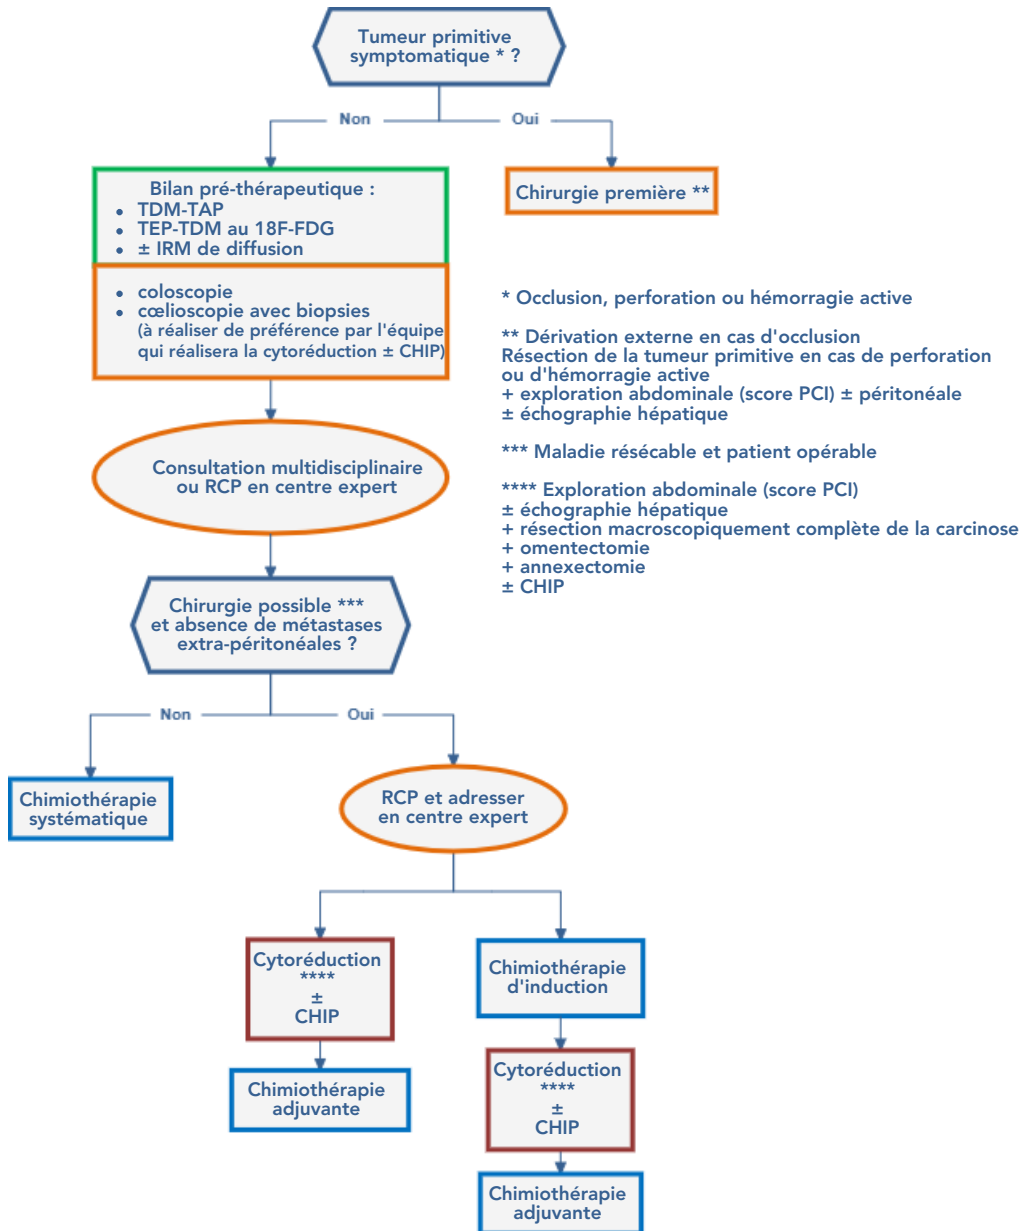 Tumeur primitive
symptomatique * ?
Non
Oui
Bilan pré-thérapeutique :
• TDM-TAP
• TEP-TDM au 18F-FDG
• ± IRM de diffusion
Chirurgie première **
• coloscopie
• cœlioscopie avec biopsies
(à réaliser de préférence par l'équipe
qui réalisera la cytoréduction ± CHIP)
* Occlusion, perforation ou hémorragie active
** Dérivation externe en cas d'occlusion
Résection de la tumeur primitive en cas de perforation
ou d'hémorragie active
+ exploration abdominale (score PCI) ± péritonéale
± échographie hépatique
*** Maladie résécable et patient opérable
**** Exploration abdominale (score PCI)
± échographie hépatique
+ résection macroscopiquement complète de la carcinose
+ omentectomie
+ annexectomie
± CHIP
Consultation multidisciplinaire
ou RCP en centre expert
Chirurgie possible ***
et absence de métastases
extra-péritonéales ?
Non
Oui
Chimiothérapie
systématique
RCP et adresser
en centre expert
Cytoréduction
****
±
CHIP
Chimiothérapie
adjuvante
Chimiothérapie
d'induction
Cytoréduction
****
±
CHIP
Chimiothérapie
adjuvante